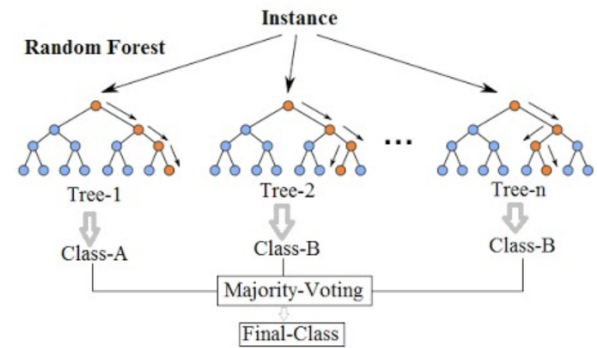 Instance
Random Forest
...
Tree-1
Tree-2
Tree-n
Class-A
Class-B
Class-B
Majority-Voting
Final-Class